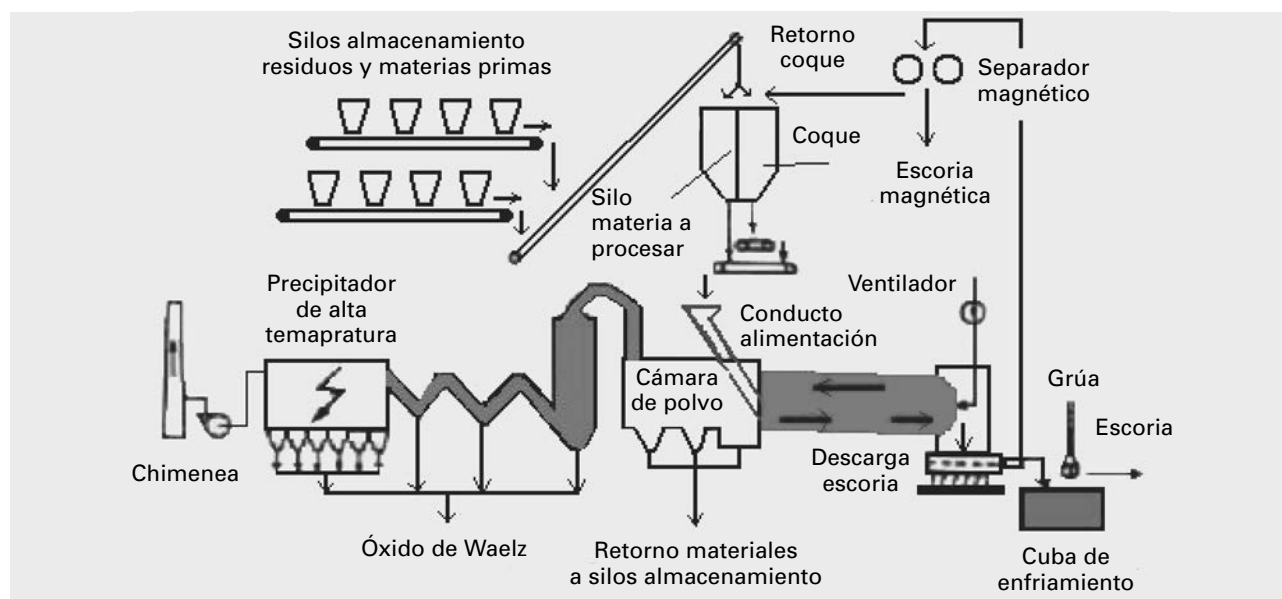 Silos almacenamiento
residuos y materias primas
Retorno
coque
Separador
magnético
Coque
Escoria
magnética
Silo
materia a
procesar
Precipitador
de alta
temapratura
Ventilador
Conducto
alimentación
Cámara
de polvo
Grúa
Escoria
Chimenea
Descarga
escoria
Óxido de Waelz
Retorno materiales
a silos almacenamiento
Cuba de
enfriamiento